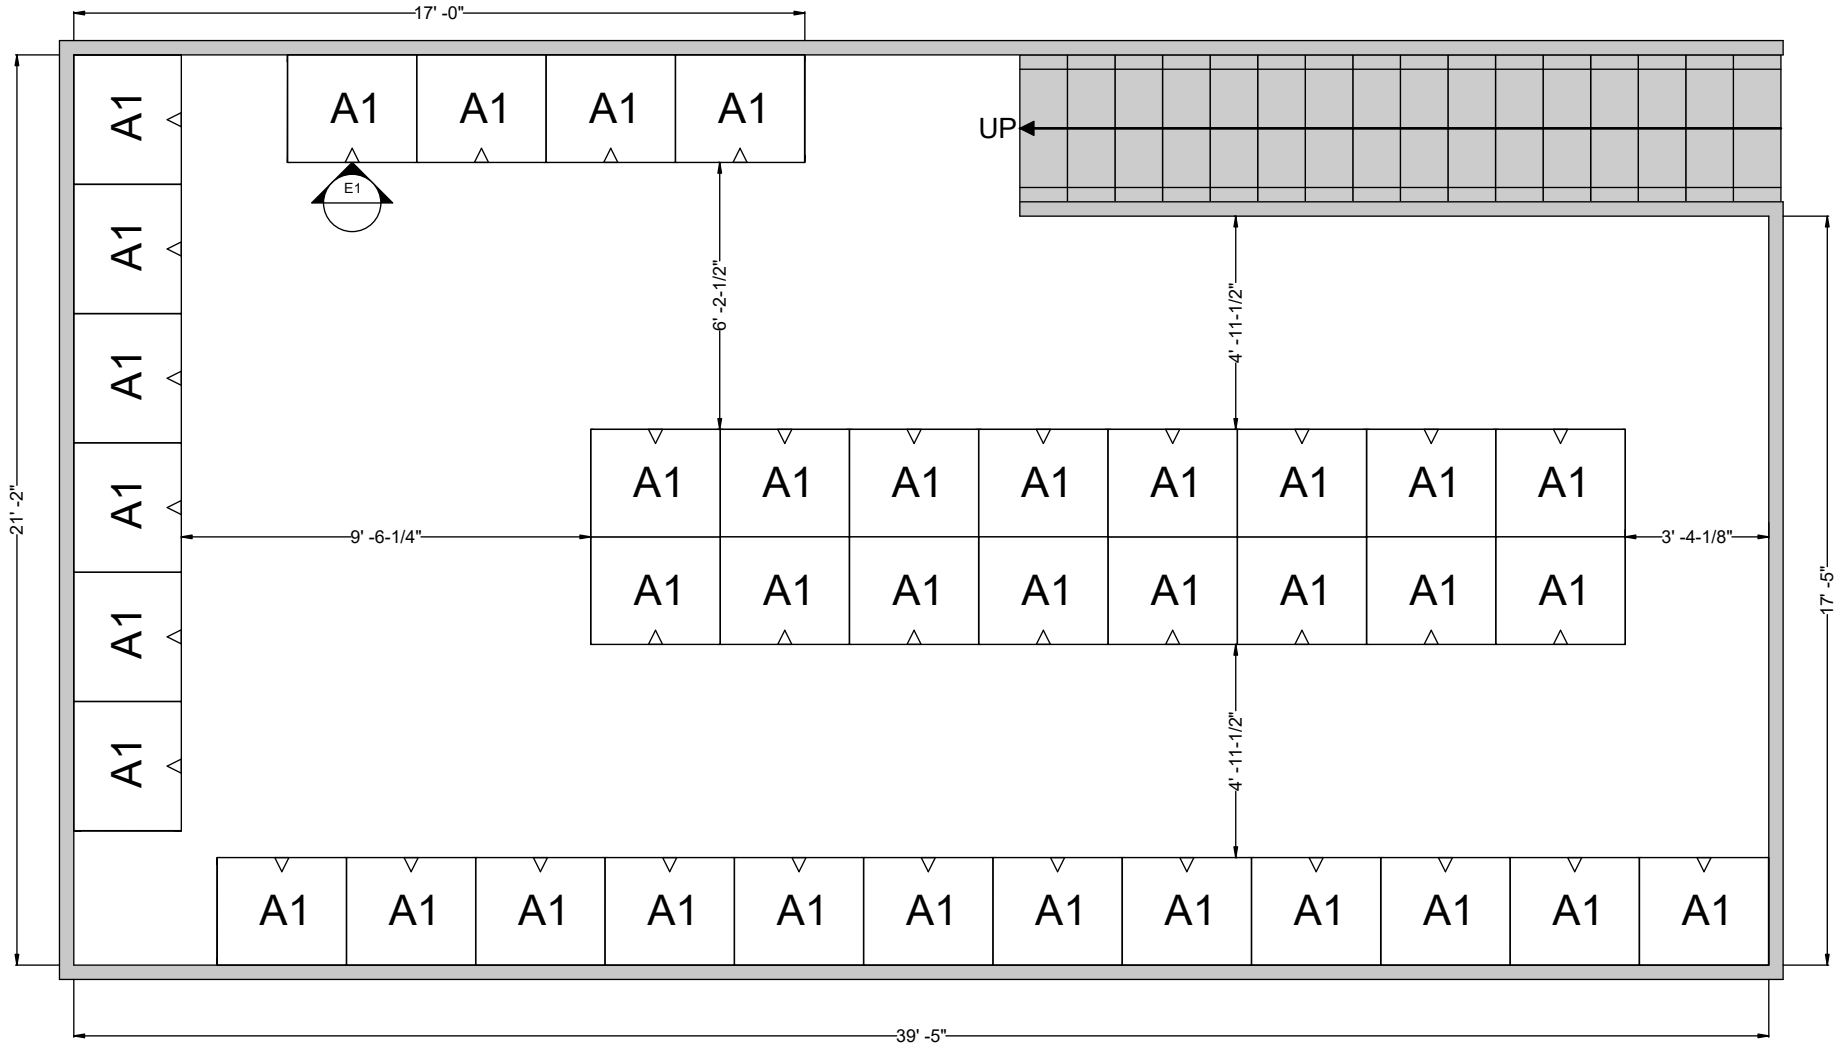 17' -0"
A1 A1 A1 A1 A1
UP
E1
A1
6' -2-1/2"
4' -11-1/2"
A1
A1 A1 A1 A1 A1 A1 A1 A1 A1
21' -2"
9' -6-1/4"
3' -4-1/8"
17' -5"
A1 A1 A1 A1 A1 A1 A1 A1 A1
4' -11-1/2"
A1
A1 A1 A1 A1 A1 A1 A1 A1 A1 A1 A1 A1
39' -5"